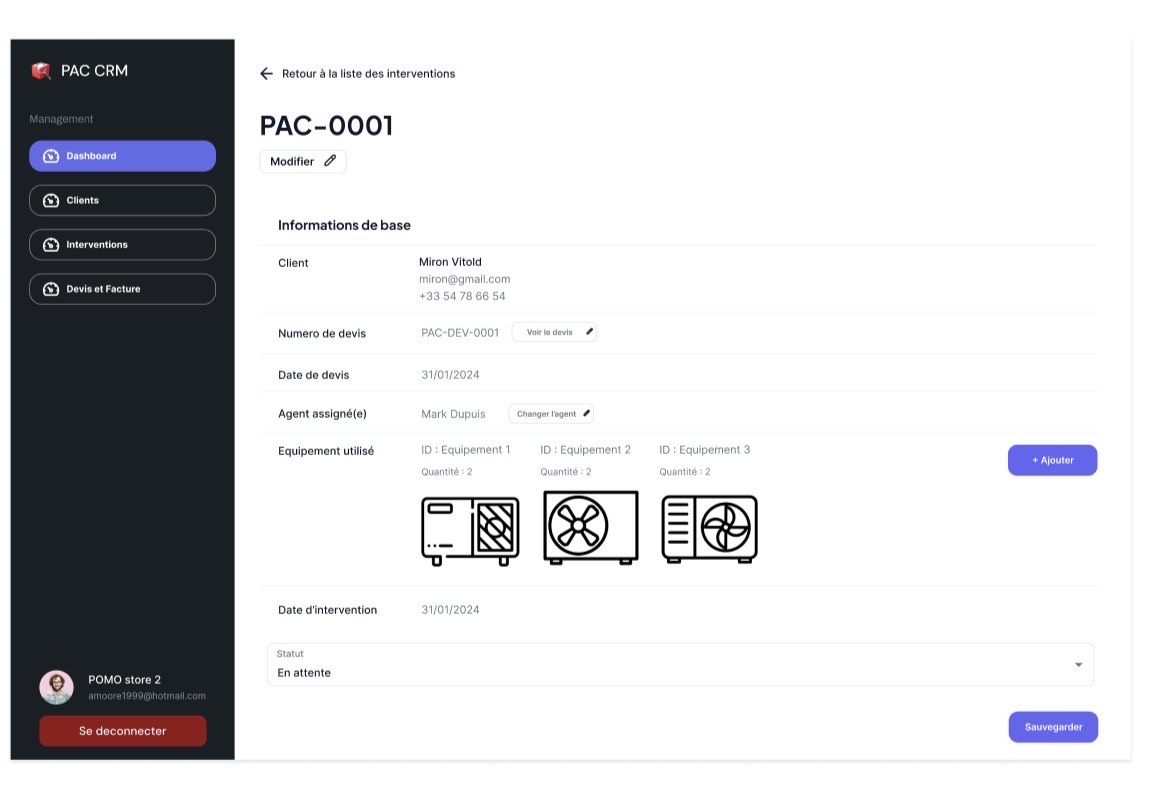 PAC CRM
Management
Dashboard
Clients
Interventions
Devis et Facture
POMO store 2
amoore1999@hotmail.com
Se deconnecter
Retour à la liste des interventions
PAC-0001
Modifier
Informations de base
Client
Miron Vitold
miron@gmail.com
+33 54 78 66 54
Numero de devis
PAC-DEV-0001
Voir le devis
Date de devis
31/01/2024
Agent assigné(e)
Mark Dupuis
Changer l'agent
Equipement utilisé
ID : Equipement 1
Quantité : 2
ID : Equipement 2
Quantité : 2
ID : Equipement 3
Quantité : 2
+ Ajouter
Date d'intervention
31/01/2024
Statut
En attente
Sauvegarder